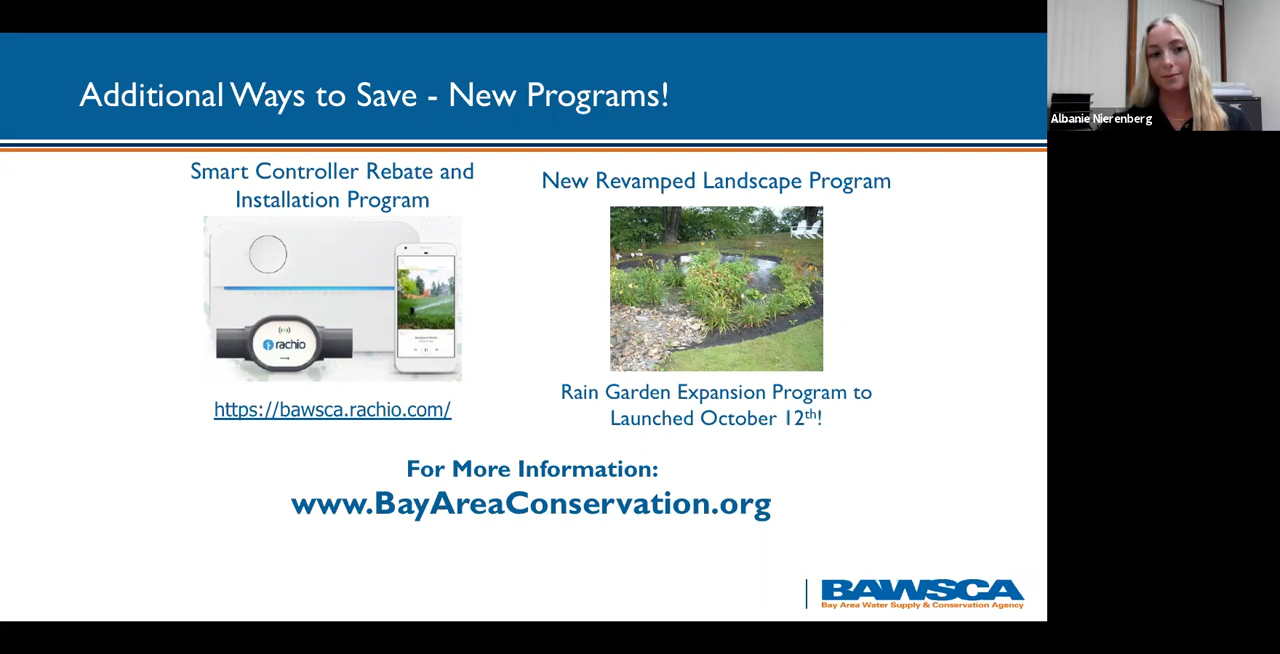 Additional Ways to Save - New Programs!
Albanie Nierenberg
Smart Controller Rebate and
Installation Program
New Revamped Landscape Program
rachio
https://bawsca.rachio.com/
Rain Garden Expansion Program to
Launched October 12th!
For More Information:
www.BayAreaConservation.org
BAWSCA
Bay Area Water Supply & Conservation Agency